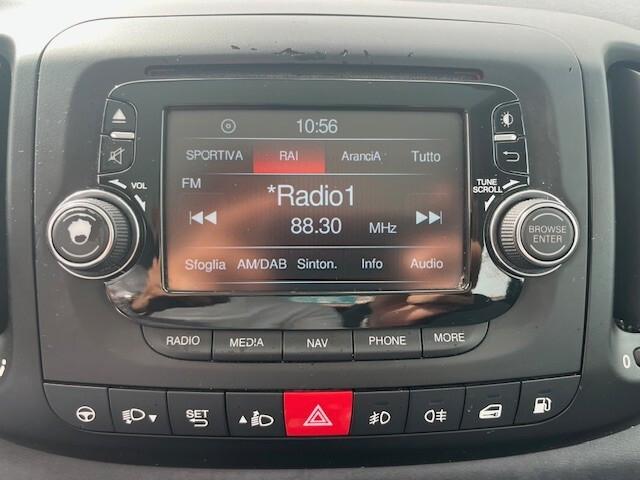 10:56
SPORTIVA RAI AranciA Tutto
FM
*Radio1
88.30 MHz
Sfoglia AM/DAB Sinton. Info Audio
VOL
TUNE
SCROLL
BROWSE
ENTER
RADIO MEDIA NAV PHONE MORE
SET
0